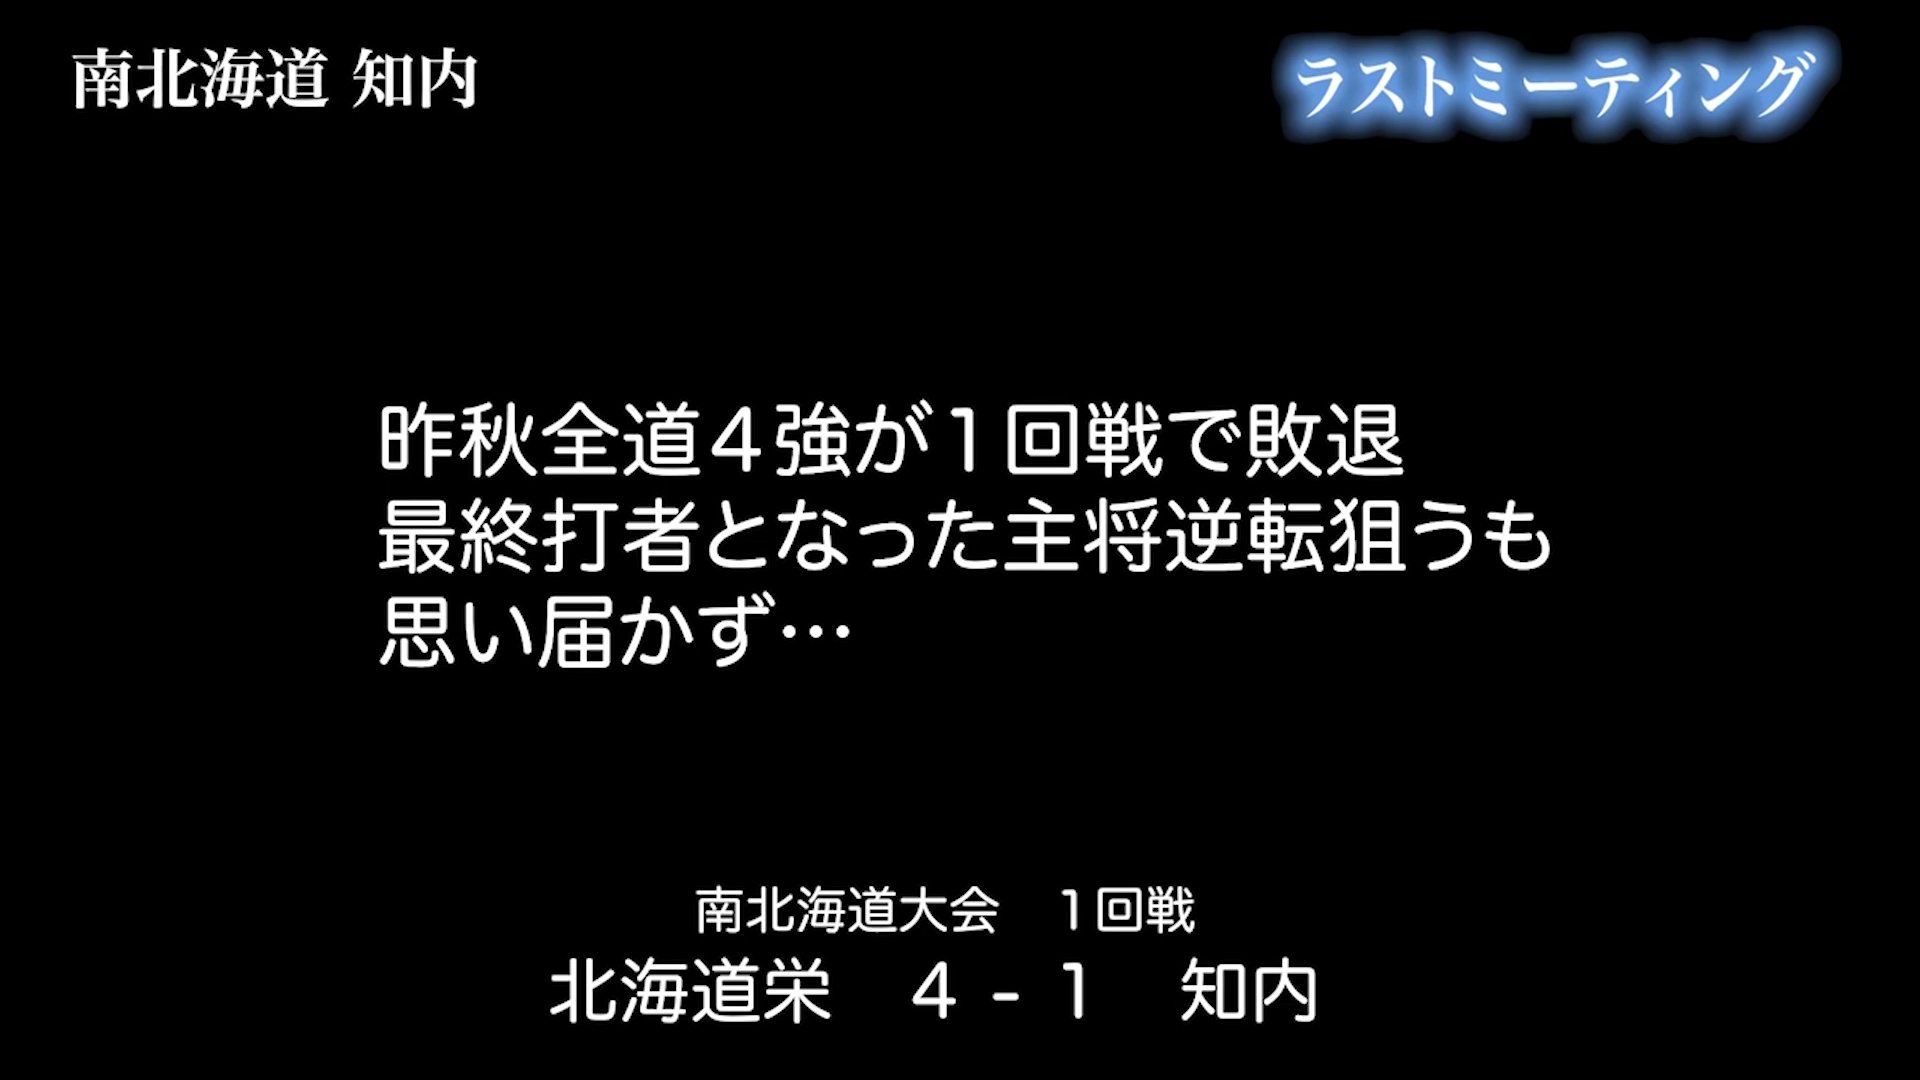 南北海道 知内
ラストミーティング
昨秋全道４強が１回戦で敗退
最終打者となった主将逆転狙うも
思い届かず…
南北海道大会　１回戦
北海道栄　４ - １　知内